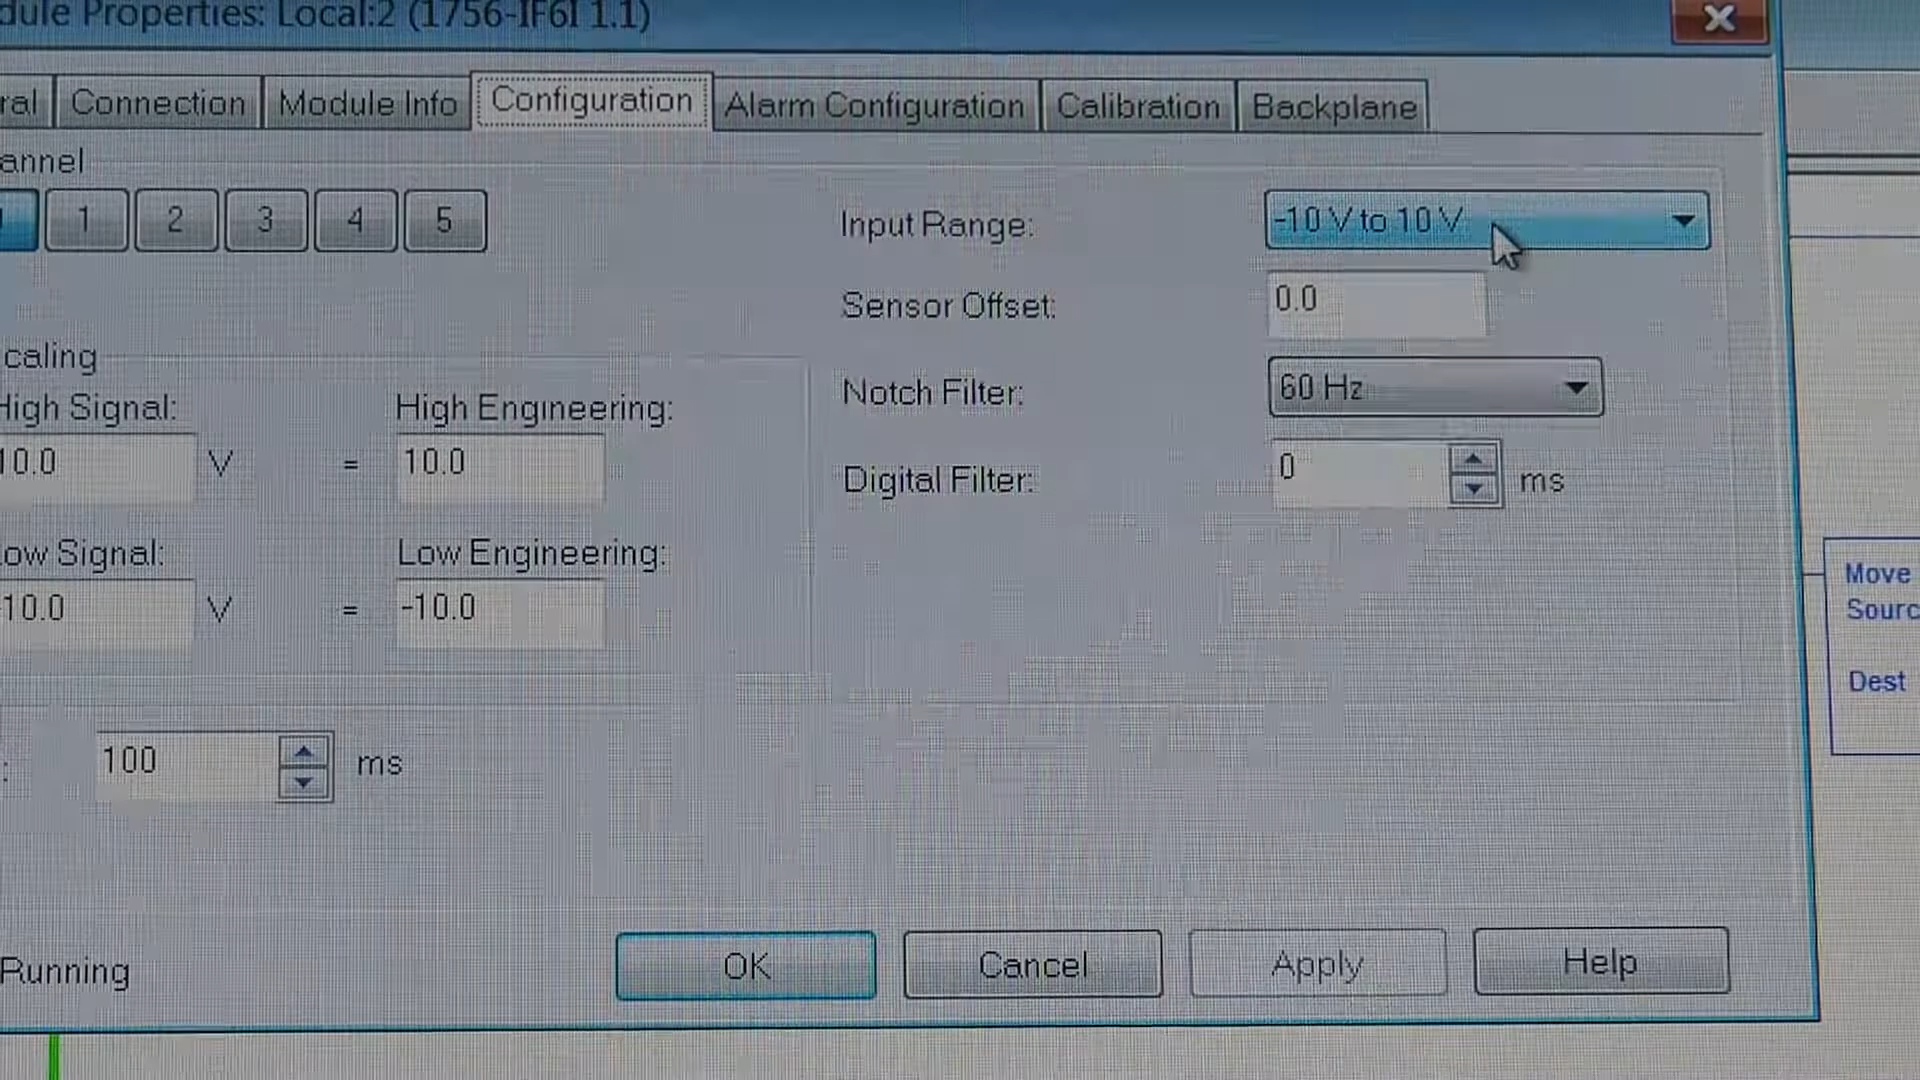 dule Properties: Local:2 (1756-IF6I 1.1)
ral Connection Module Info Configuration Alarm Configuration Calibration Backplane
annel
1 2 3 4 5
Input Range: -10 V to 10 V
Sensor Offset: 0.0
caling
High Signal: High Engineering:
Notch Filter: 60 Hz
10.0 V = 10.0
Digital Filter: 0 ms
ow Signal: Low Engineering:
10.0 V = -10.0
Move
Sourc
Dest
: 100 ms
Running
OK Cancel Apply Help